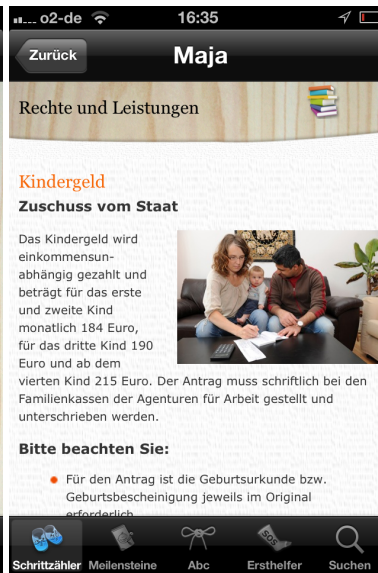 o2-de 16:35
Zurück Maja
Rechte und Leistungen
Kindergeld
Zuschuss vom Staat
Das Kindergeld wird
einkommensun-
abhängig gezahlt und
beträgt für das erste
und zweite Kind
monatlich 184 Euro,
für das dritte Kind 190
Euro und ab dem
vierten Kind 215 Euro. Der Antrag muss schriftlich bei den
Familienkassen der Agenturen für Arbeit gestellt und
unterschrieben werden.
Bitte beachten Sie:
Für den Antrag ist die Geburtsurkunde bzw.
Geburtsbescheinigung jeweils im Original
erforderlich
SOS
Schrittzähler Meilensteine Abc Ersthelfer Suchen